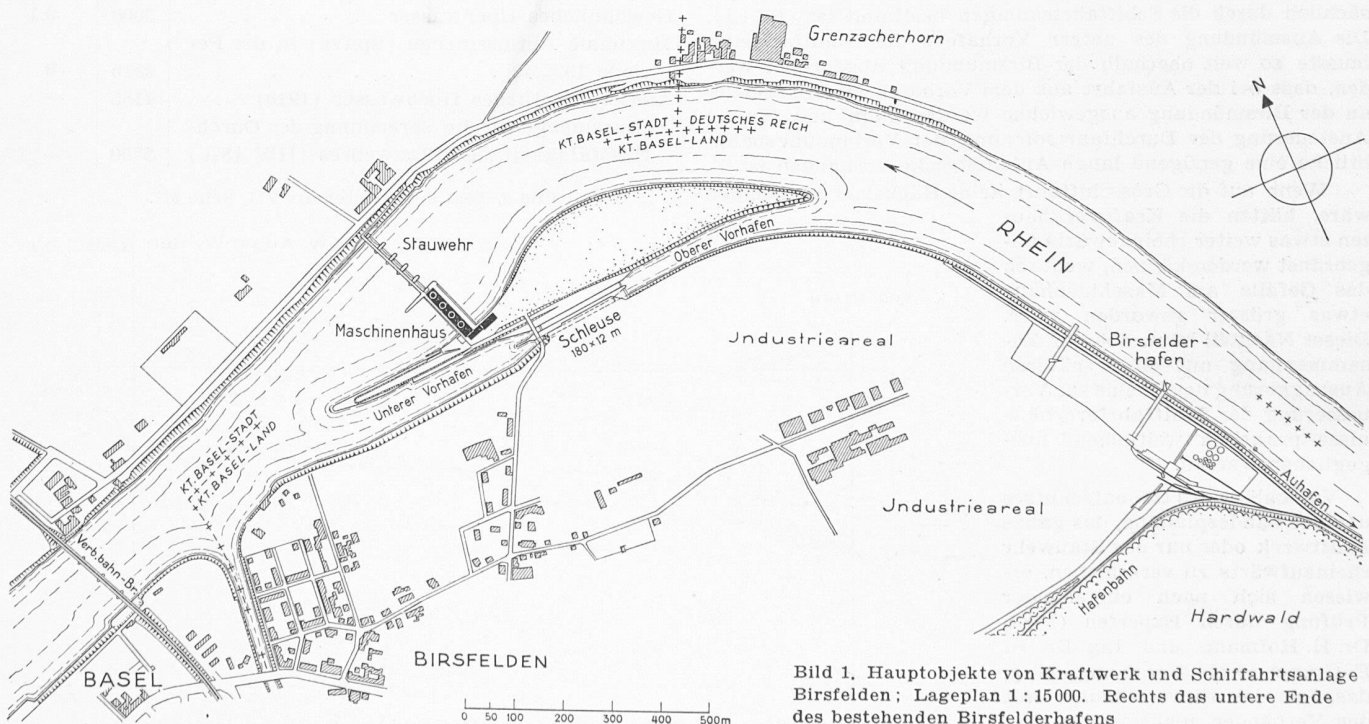 Grenzacherhorn
N
KT. BASEL-STADT DEUTSCHES REICH
KT. BASEL-LAND
RHEIN
Oberer Vorhafen
Stauwehr
Maschinenhäus
Schleuse
180×12 m
Jndustrieareal
Birsfelder-
hafen
Unterer Vorhafen
KT. BASEL-STADT
KT. BASEL-LAND
Auhafen
Jndustrieareal
Verb.bahn-Br.
Hafenbahn
Hardwald
BIRSFELDEN
BASEL
0 50 100 200 300 400 500m
Bild 1. Hauptobjekte von Kraftwerk und Schiffahrtsanlage
Birsfelden; Lageplan 1 : 15000. Rechts das untere Ende
des bestehenden Birsfelderhafens